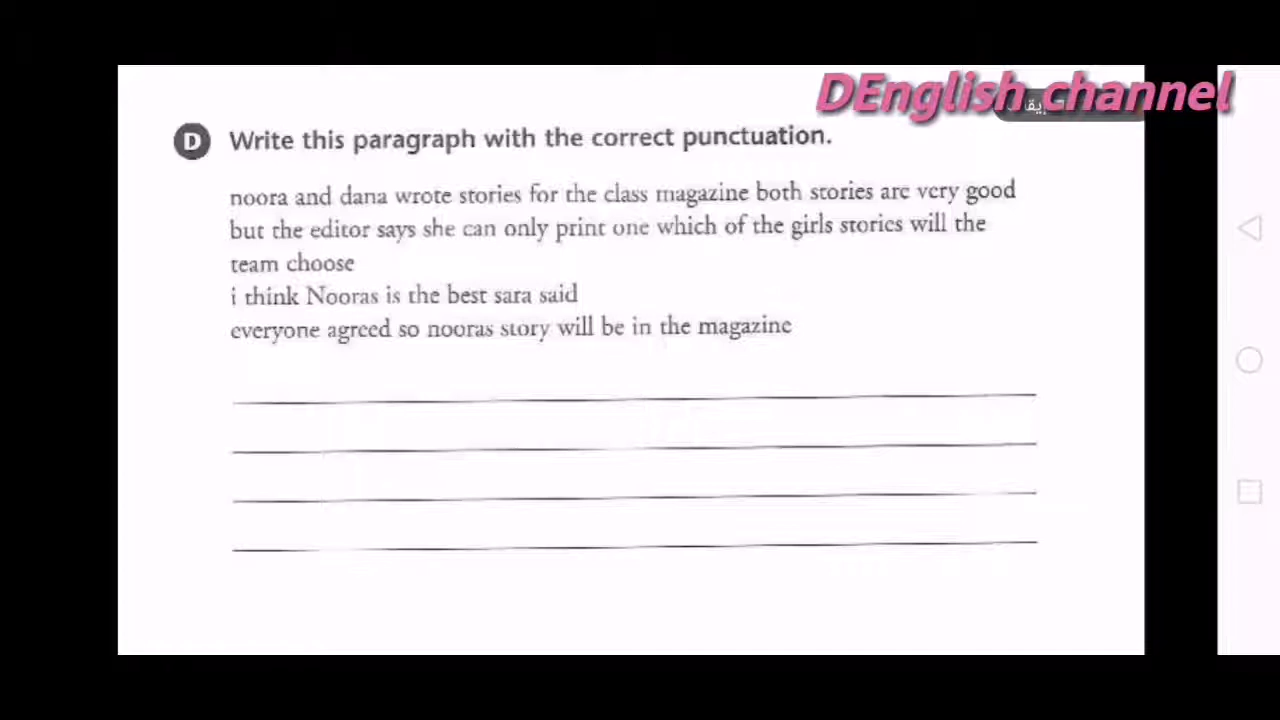 DEnglish channel
D Write this paragraph with the correct punctuation.
noora and dana wrote stories for the class magazine both stories are very good
but the editor says she can only print one which of the girls stories will the
team choose
i think Nooras is the best sara said
everyone agreed so nooras story will be in the magazine